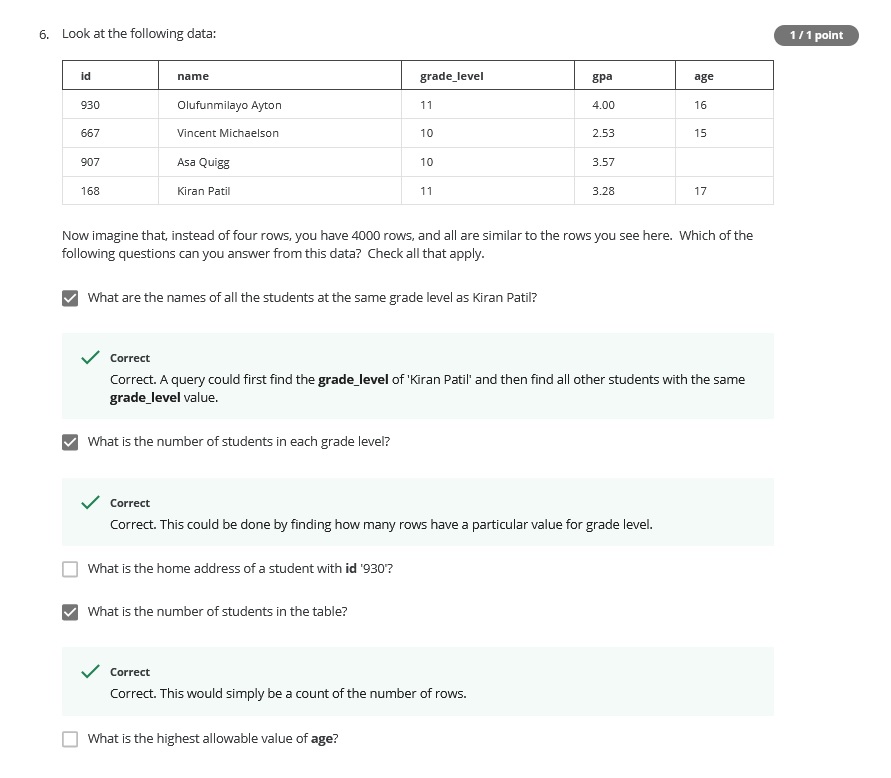 6. Look at the following data:
1 / 1 point
id name grade_level gpa age
930 Olufunmilayo Ayton 11 4.00 16
667 Vincent Michaelson 10 2.53 15
907 Asa Quigg 10 3.57
168 Kiran Patil 11 3.28 17
Now imagine that, instead of four rows, you have 4000 rows, and all are similar to the rows you see here. Which of the
following questions can you answer from this data? Check all that apply.
What are the names of all the students at the same grade level as Kiran Patil?
Correct
Correct. A query could first find the grade_level of 'Kiran Patil' and then find all other students with the same
grade_level value.
What is the number of students in each grade level?
Correct
Correct. This could be done by finding how many rows have a particular value for grade level.
What is the home address of a student with id '930'?
What is the number of students in the table?
Correct
Correct. This would simply be a count of the number of rows.
What is the highest allowable value of age?